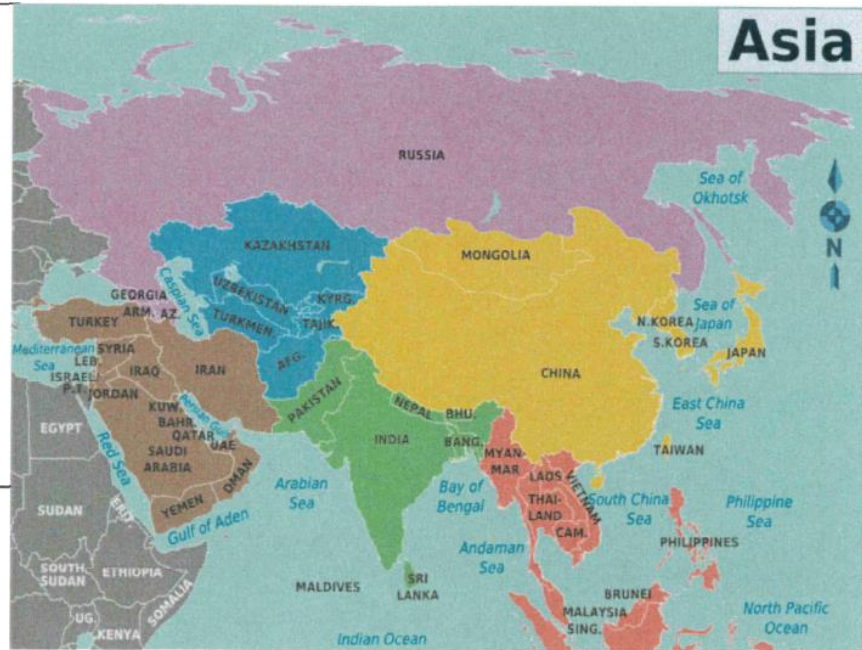 Asia
RUSSIA
Sea of
Okhotsk
N
KAZAKHSTAN
MONGOLIA
Caspian Sea
UZBEKISTAN
KYRG.
TURKMEN.
TAJIK.
GEORGIA
ARM.
AZ.
TURKEY
Sea of
Japan
N.KOREA
S.KOREA
JAPAN
Mediterranean
Sea
SYRIA
LEB.
ISRAEL/
P.T.
JORDAN
IRAQ
IRAN
AFG.
CHINA
KUW.
BAHR.
QATAR
Persian Gulf
UAE
PAKISTAN
NEPAL
BHU.
East China
Sea
EGYPT
Red Sea
SAUDI
ARABIA
OMAN
INDIA
BANG.
MYAN
MAR
TAIWAN
YEMEN
Arabian
Sea
Bay of
Bengal
LAOS
VIETNAM
THAI-
LAND
CAM.
South China
Sea
Philippine
Sea
SUDAN
ERI.
Gulf of Aden
PHILIPPINES
Andaman
Sea
SOUTH
SUDAN
ETHIOPIA
SOMALIA
MALDIVES
SRI
LANKA
BRUNEI
MALAYSIA
SING.
North Pacific
Ocean
UG.
KENYA
Indian Ocean